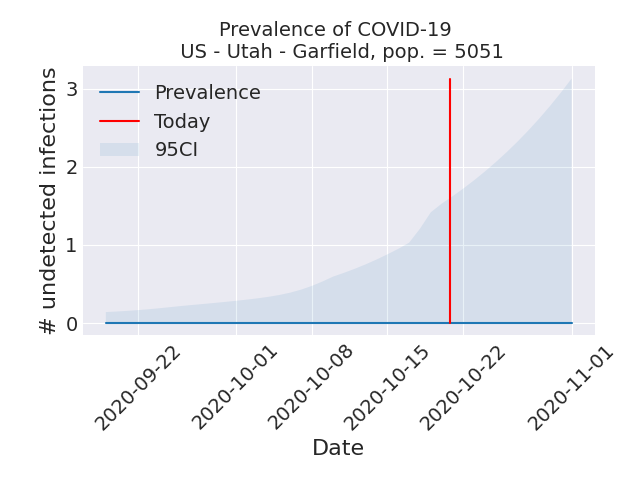 Prevalence of COVID-19
US - Utah - Garfield, pop. = 5051
# undetected infections
3
2
1
0
Prevalence
Today
95CI
2020-09-22
2020-10-01
2020-10-08
2020-10-15
2020-10-22
2020-11-01
Date